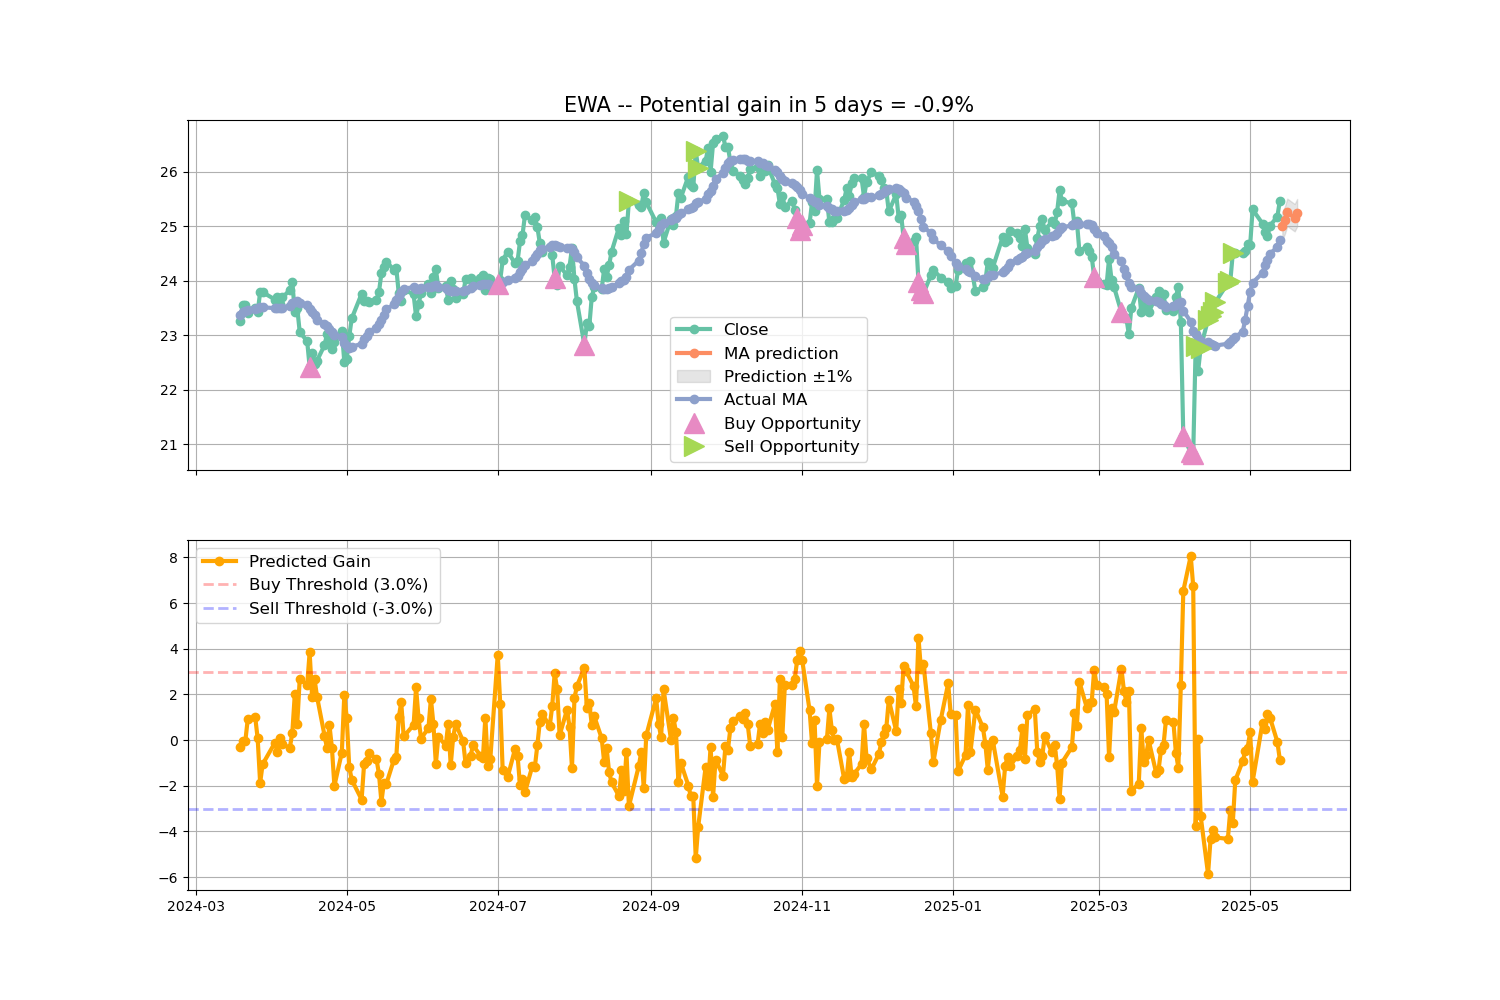 EWA -- Potential gain in 5 days = -0.9%
26
25
24
23
22
21
Close
MA prediction
Prediction ±1%
Actual MA
Buy Opportunity
Sell Opportunity
8
6
4
2
0
−2
−4
−6
Predicted Gain
Buy Threshold (3.0%)
Sell Threshold (-3.0%)
2024-03 2024-05 2024-07 2024-09 2024-11 2025-01 2025-03 2025-05